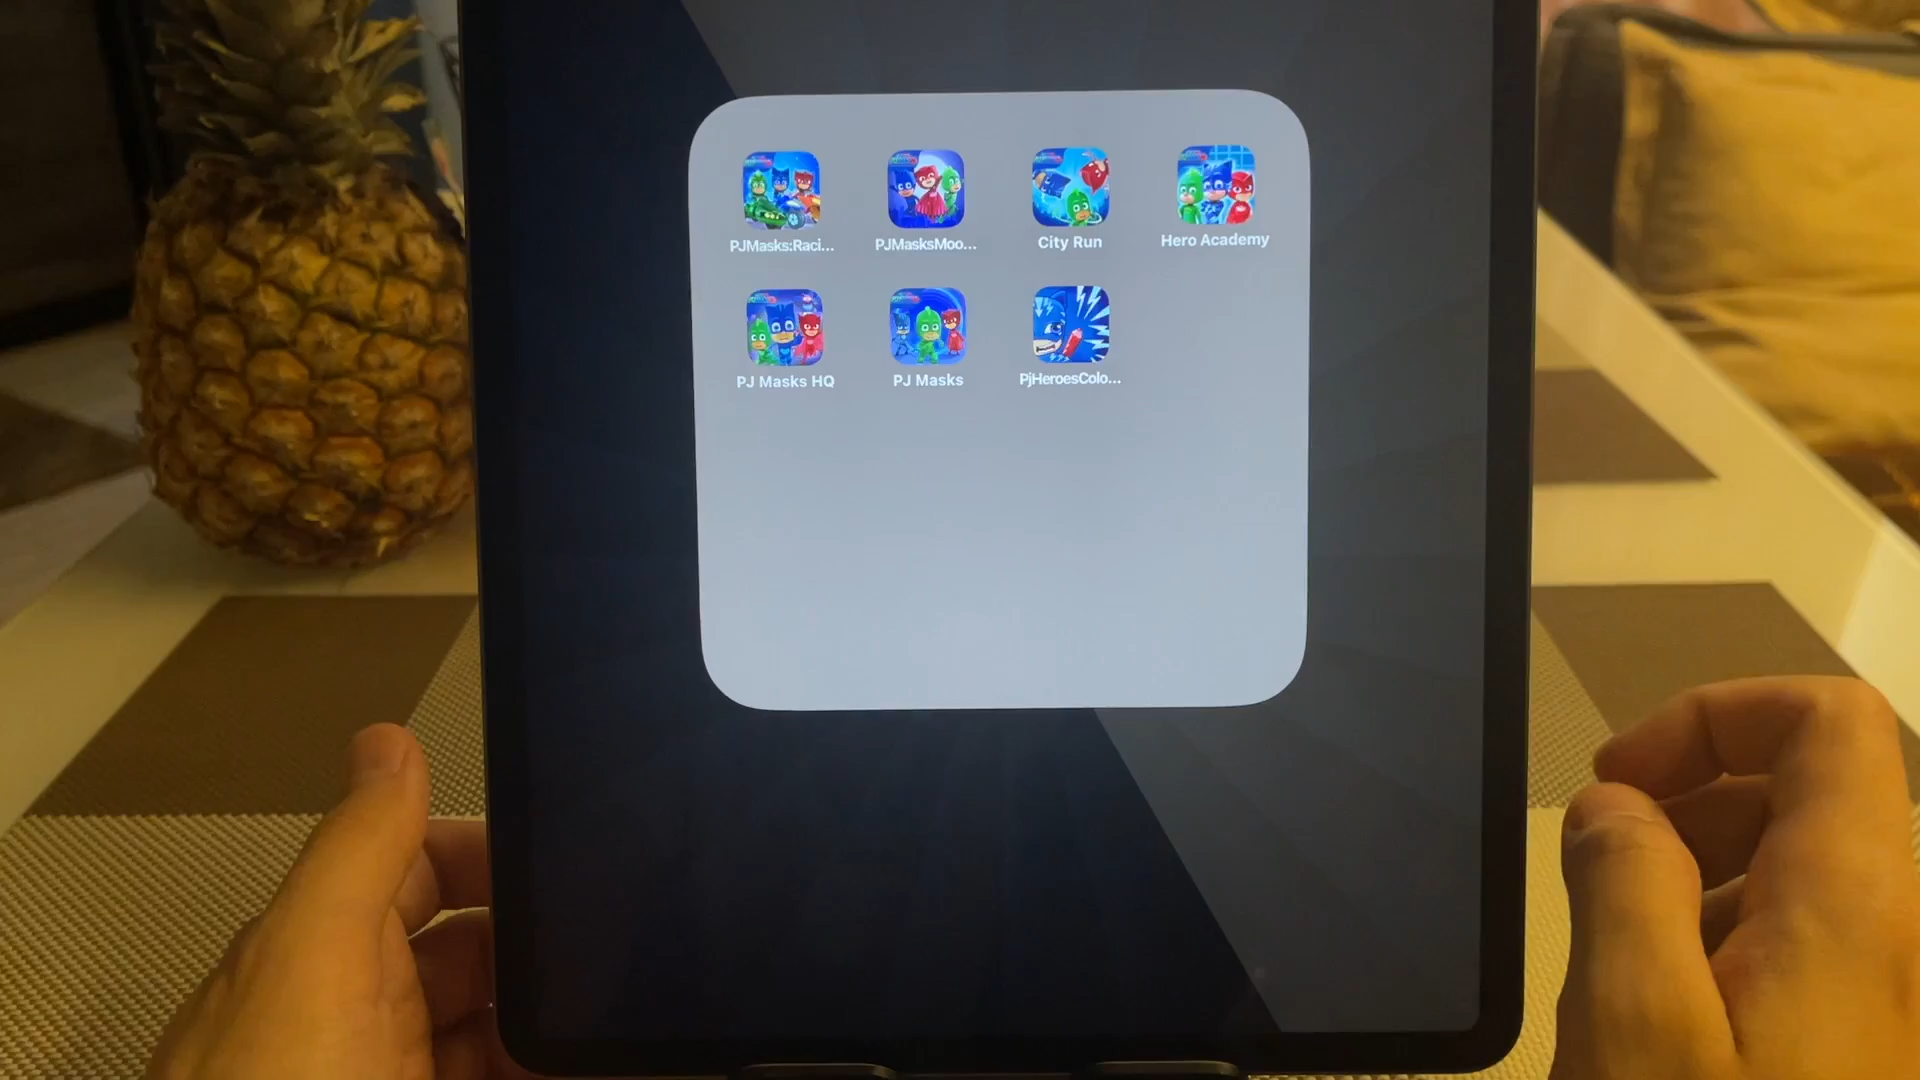 PJMasks:Raci...
PJMasksMoo...
City Run
Hero Academy
PJ Masks HQ
PJ Masks
PjHeroesColo...